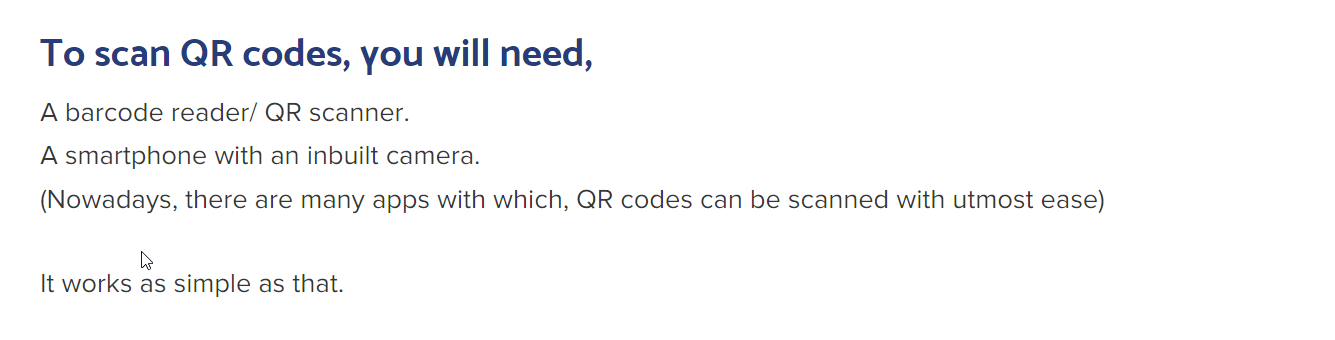 To scan QR codes, you will need,
A barcode reader/ QR scanner.
A smartphone with an inbuilt camera.
(Nowadays, there are many apps with which, QR codes can be scanned with utmost ease)
It works as simple as that.